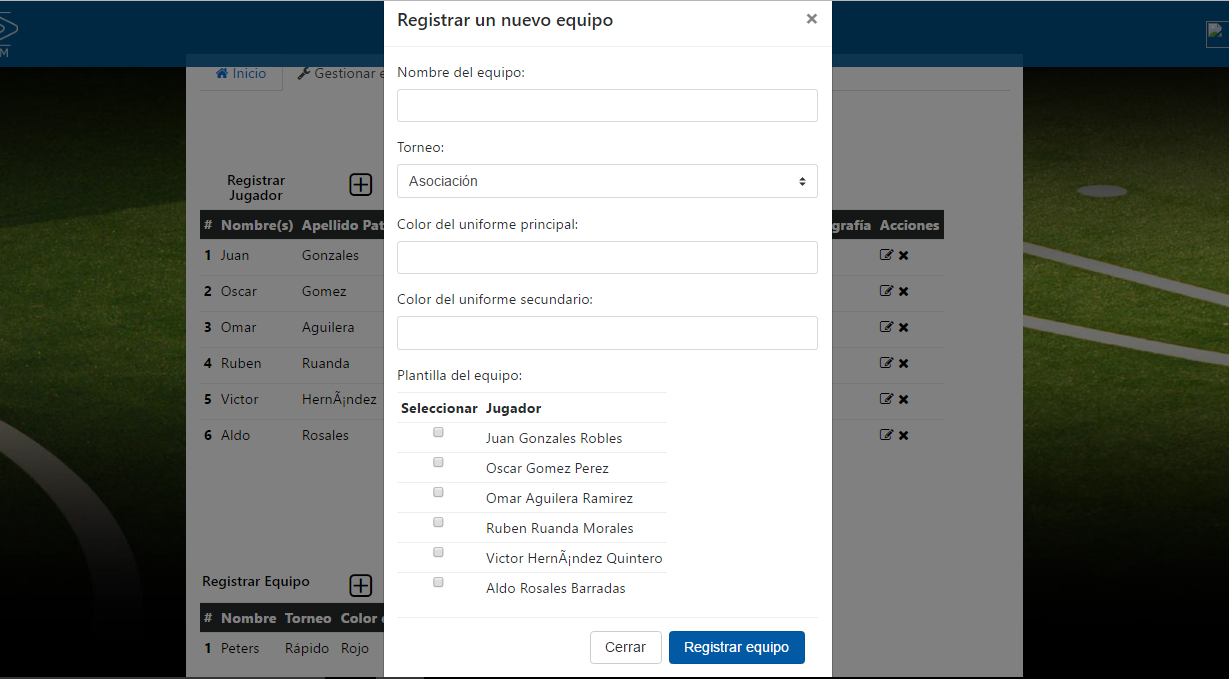 Registrar un nuevo equipo ×
M
Inicio
Gestionar e
Nombre del equipo:
Torneo:
Asociación
Registrar
Jugador
# Nombre(s) Apellido Pat
grafía Acciones
1 Juan Gonzales
2 Oscar Gomez
3 Omar Aguilera
4 Ruben Ruanda
5 Victor HernÃ¡ndez
6 Aldo Rosales
Color del uniforme principal:
Color del uniforme secundario:
Plantilla del equipo:
Seleccionar Jugador
Juan Gonzales Robles
Oscar Gomez Perez
Omar Aguilera Ramirez
Ruben Ruanda Morales
Victor HernÃ¡ndez Quintero
Aldo Rosales Barradas
Registrar Equipo
# Nombre Torneo Color
1 Peters Rápido Rojo
Cerrar
Registrar equipo